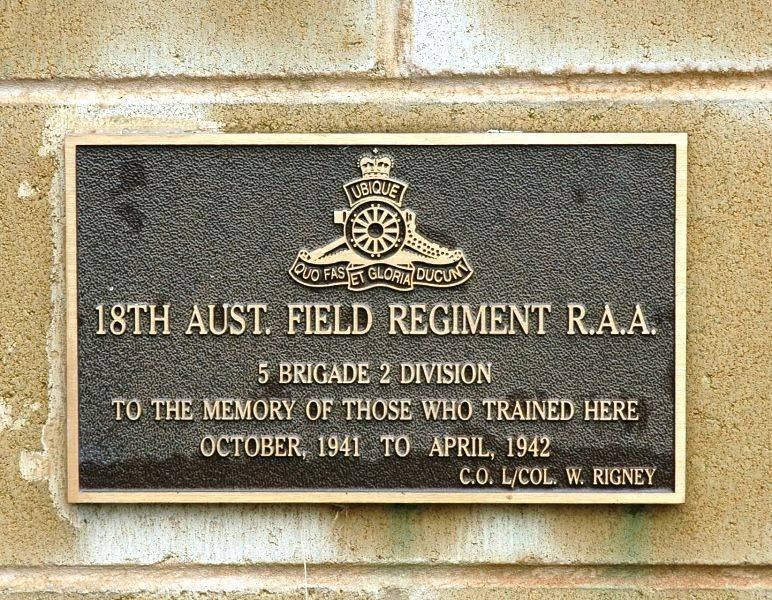 UBIQUE
QUO FAS ET GLORIA DUCUNT
18TH AUST. FIELD REGIMENT R.A.A.
5 BRIGADE 2 DIVISION
TO THE MEMORY OF THOSE WHO TRAINED HERE
OCTOBER, 1941 TO APRIL, 1942
C.O. L/COL. W. RIGNEY